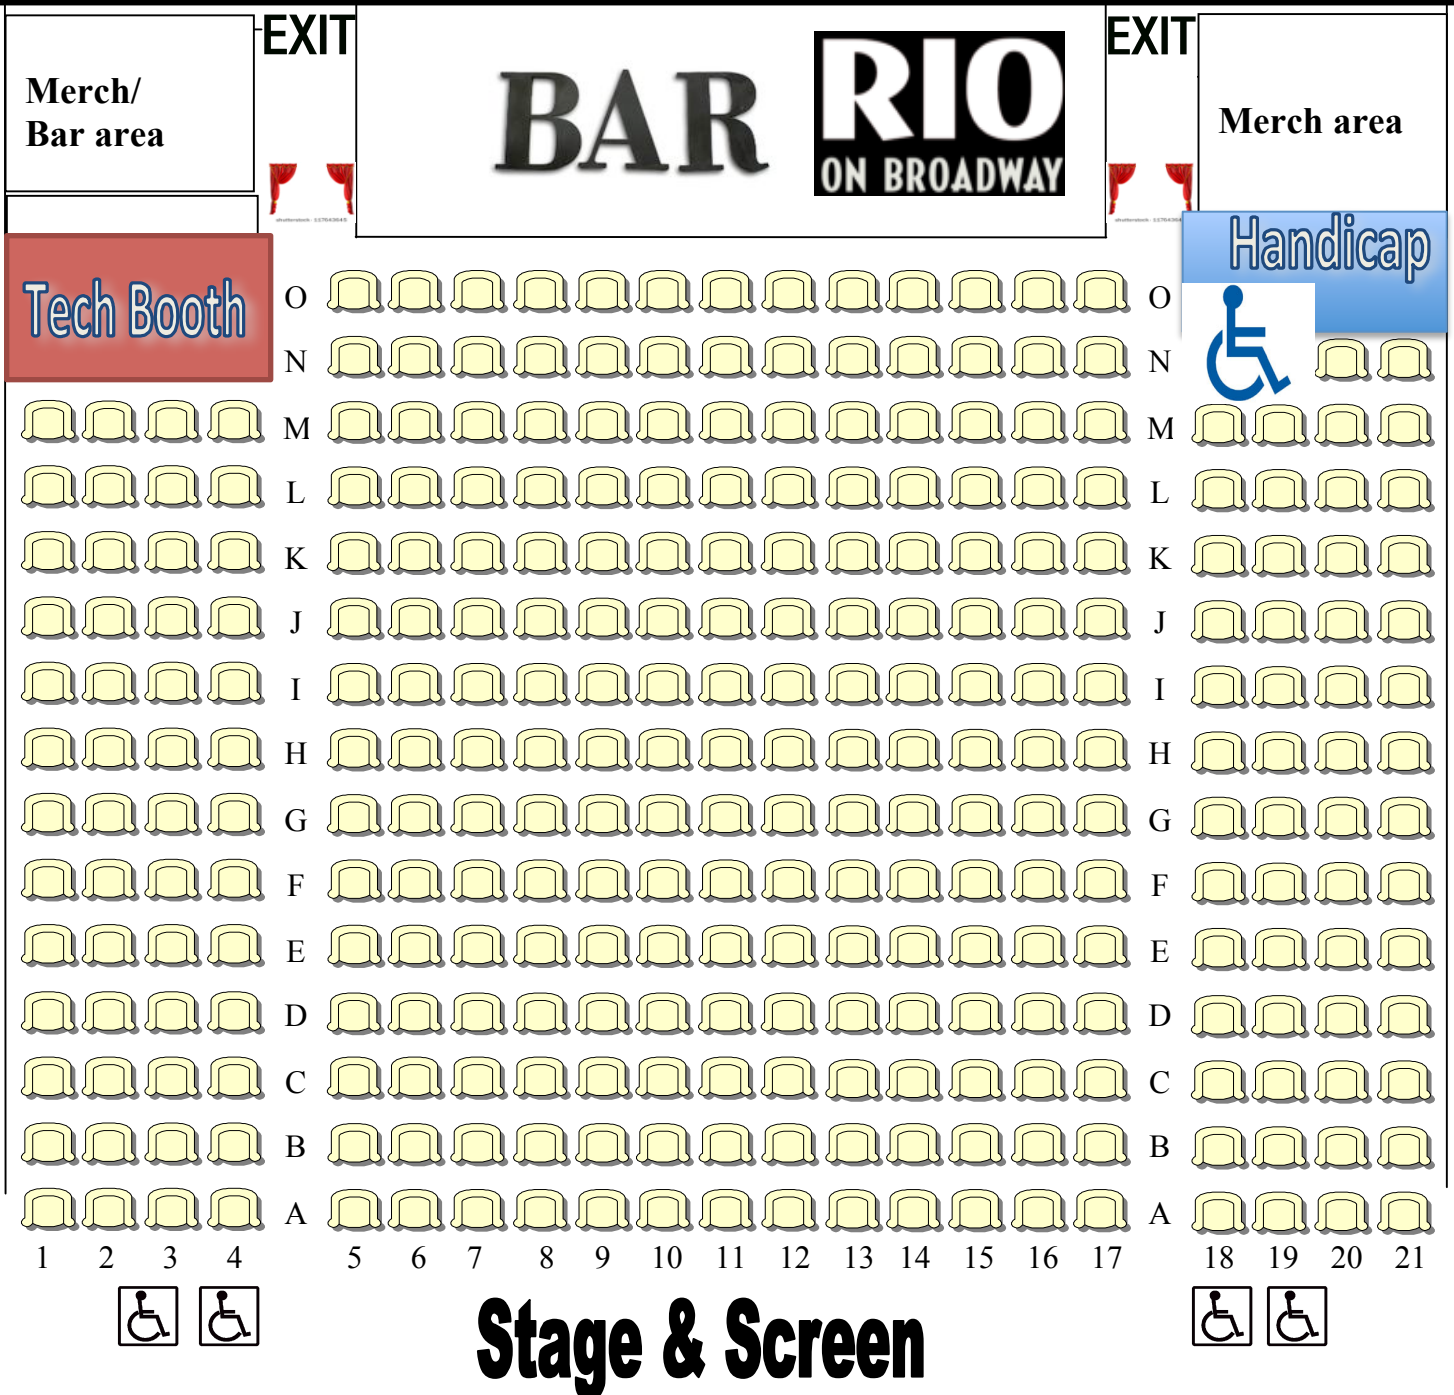 EXIT
EXIT
Merch/
Bar area
BAR
RIO
ON BROADWAY
Merch area
Handicap
Tech Booth
O O
N N
M M
L L
K K
J J
I I
H H
G G
F F
E E
D D
C C
B B
A A
1 2 3 4 5 6 7 8 9 10 11 12 13 14 15 16 17 18 19 20 21
Stage & Screen